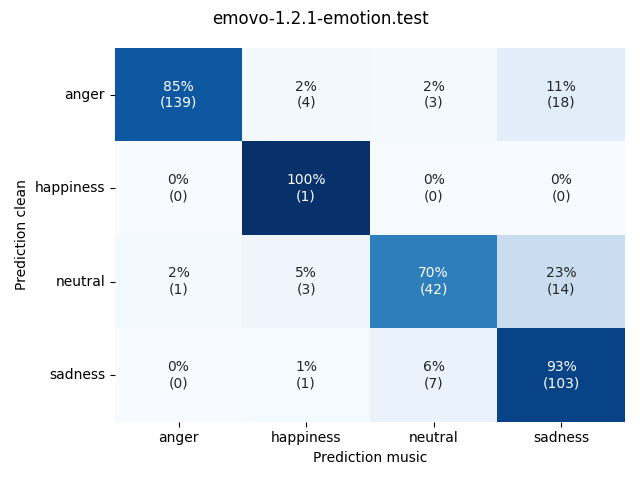 emovo-1.2.1-emotion.test
Prediction clean
anger
85%
(139)
2%
(4)
2%
(3)
11%
(18)
happiness
0%
(0)
100%
(1)
0%
(0)
0%
(0)
neutral
2%
(1)
5%
(3)
70%
(42)
23%
(14)
sadness
0%
(0)
1%
(1)
6%
(7)
93%
(103)
anger
happiness
neutral
sadness
Prediction music